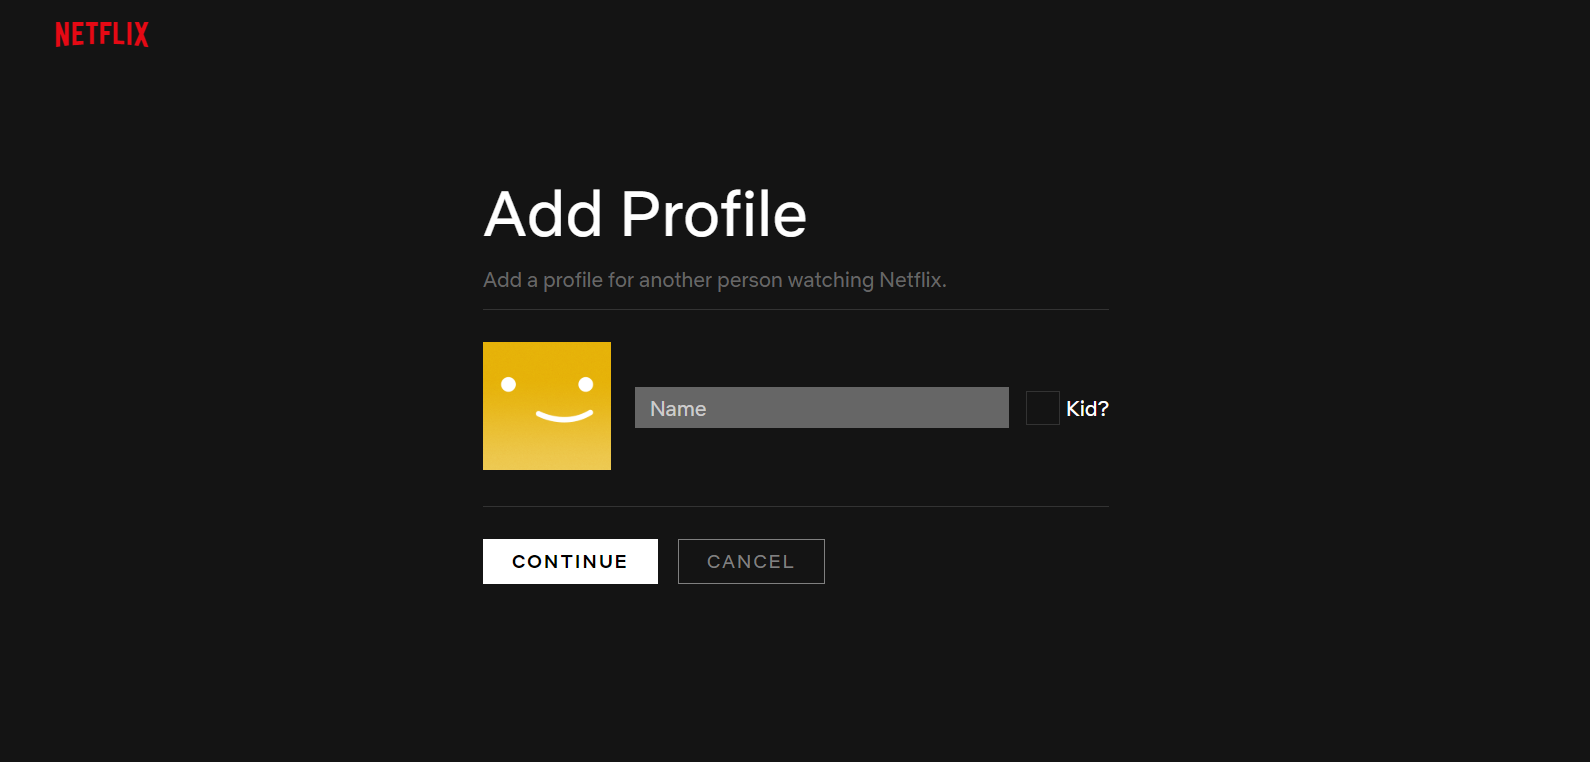 NETFLIX
Add Profile
Add a profile for another person watching Netflix.
Name
Kid?
CONTINUE
CANCEL